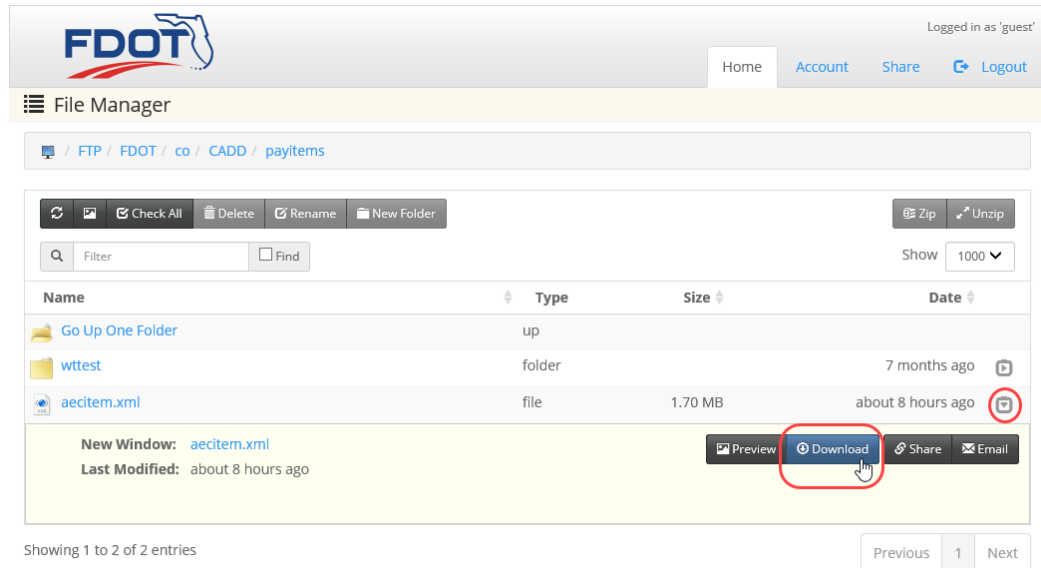 FDOT
Logged in as 'guest'
Home Account Share Logout
File Manager
/ FTP / FDOT / co / CADD / payitems
Check All Delete Rename New Folder Zip Unzip
Filter Find Show 1000
Name Type Size Date
Go Up One Folder up
wttest folder 7 months ago
aecitem.xml file 1.70 MB about 8 hours ago
New Window: aecitem.xml Preview Download Share Email
Last Modified: about 8 hours ago
Showing 1 to 2 of 2 entries Previous 1 Next